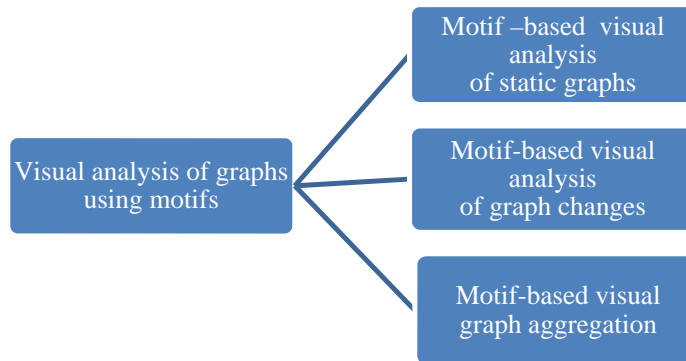 Motif –based visual
analysis
of static graphs
Visual analysis of graphs
using motifs
Motif-based visual
analysis
of graph changes
Motif-based visual
graph aggregation